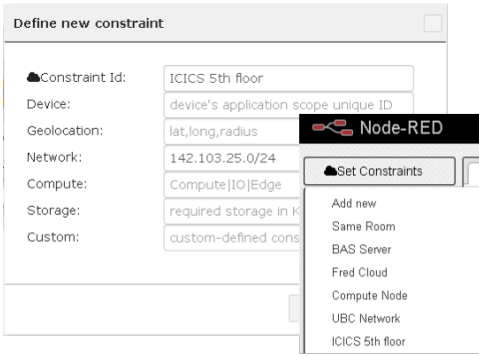 Define new constraint
Constraint Id: ICICS 5th floor
Device: device's application scope unique ID
Geolocation: lat,long,radius
Network: 142.103.25.0/24
Compute: Compute|IO|Edge
Storage: required storage in K
Custom: custom-defined cons
Node-RED
Set Constraints
Add new
Same Room
BAS Server
Fred Cloud
Compute Node
UBC Network
ICICS 5th floor